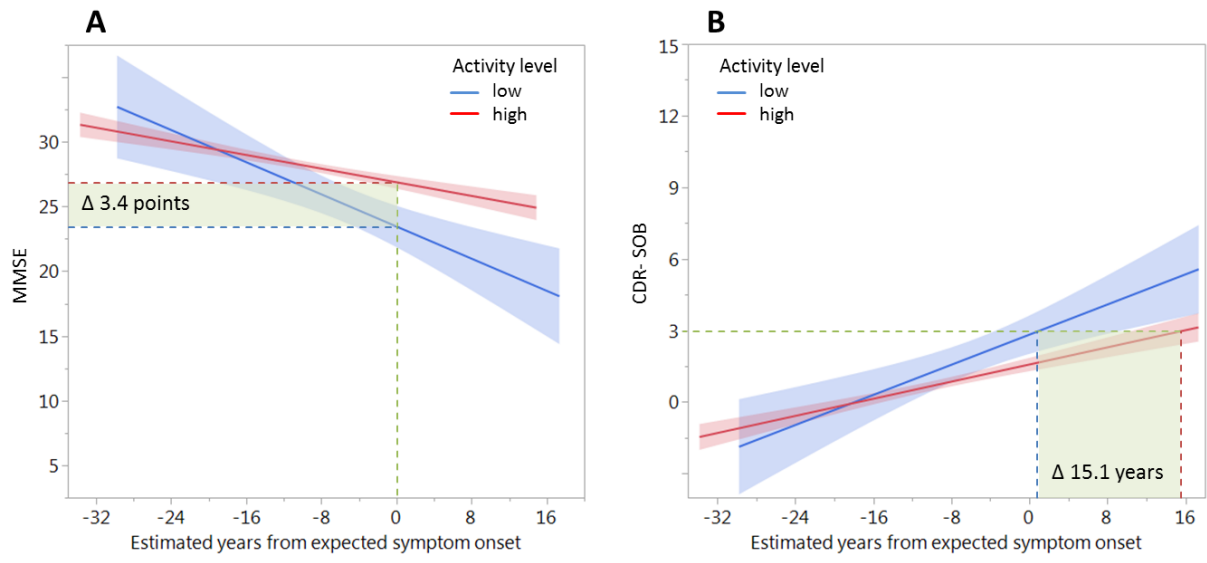 A
Activity level
low
high
30
25
20
15
10
5
MMSE
Δ 3.4 points
-32 -24 -16 -8 0 8 16
Estimated years from expected symptom onset
B
Activity level
low
high
15
12
9
6
3
0
CDR- SOB
Δ 15.1 years
-32 -24 -16 -8 0 8 16
Estimated years from expected symptom onset